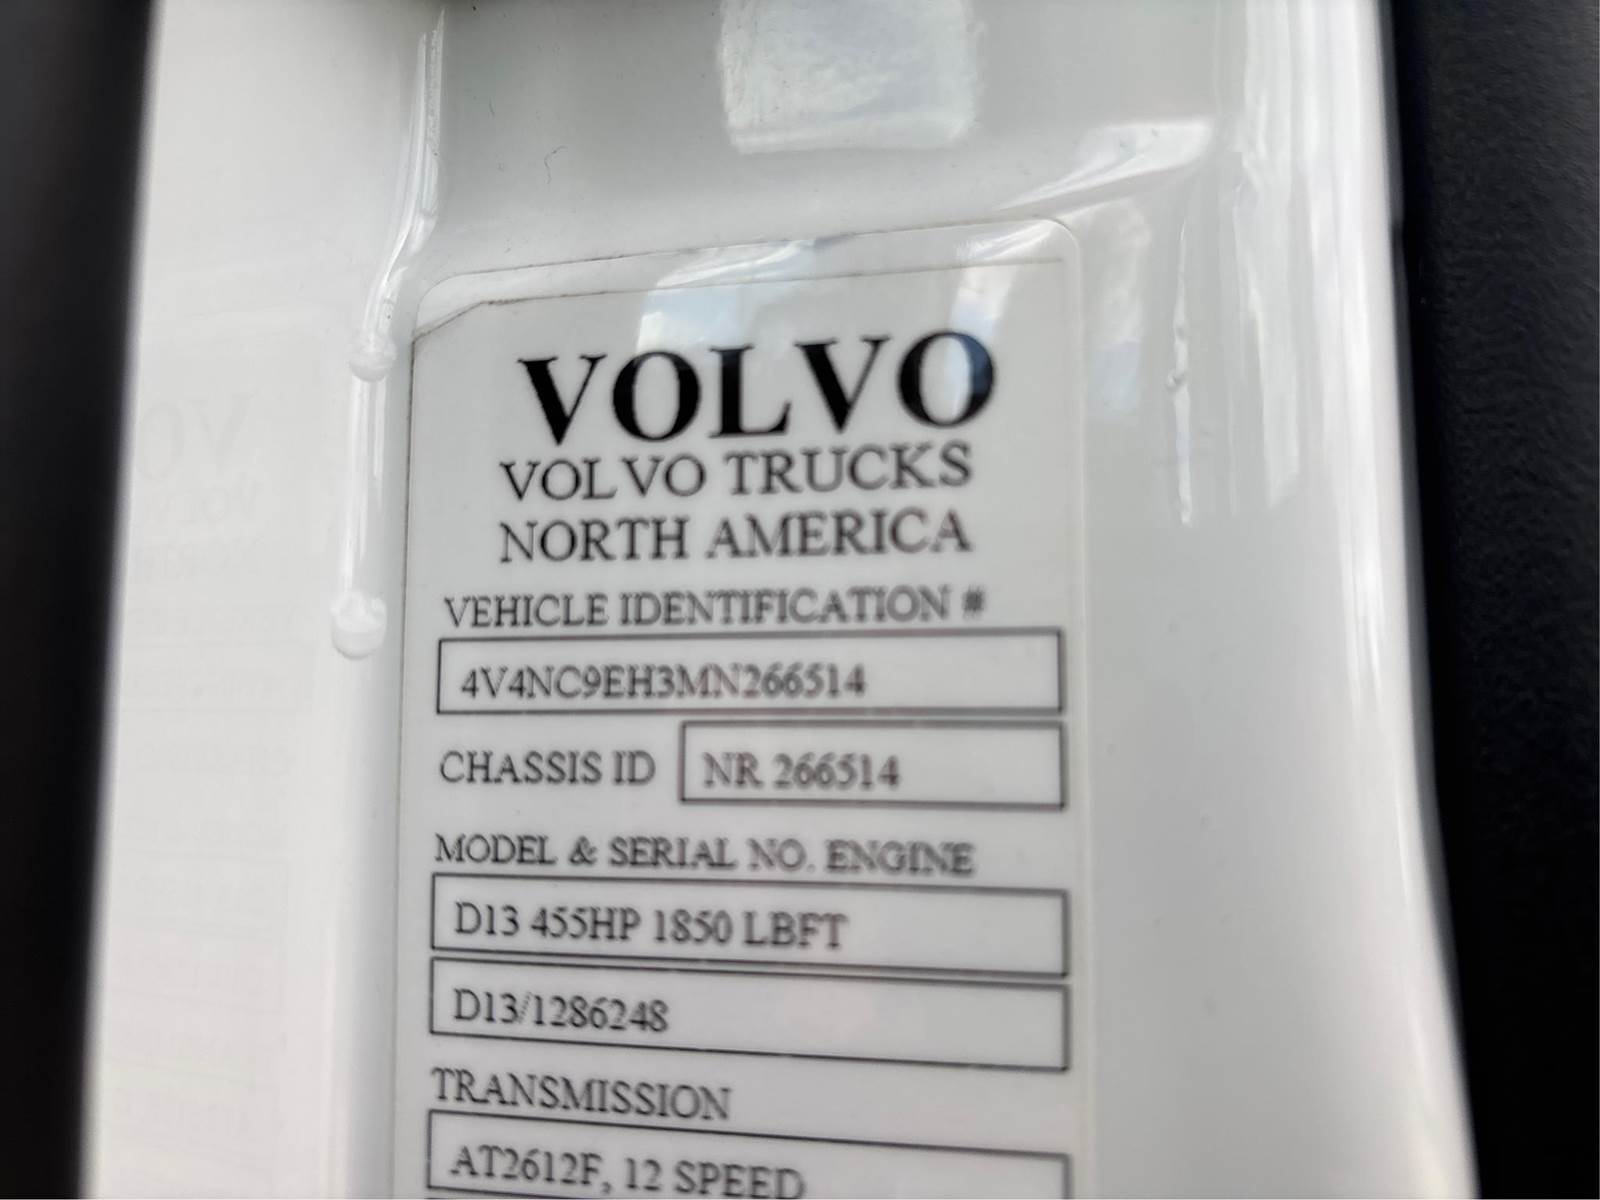 VOLVO
VOLVO TRUCKS
NORTH AMERICA
VEHICLE IDENTIFICATION #
4V4NC9EH3MN266514
CHASSIS ID NR 266514
MODEL & SERIAL NO. ENGINE
D13 455HP 1850 LBFT
D13/1286248
TRANSMISSION
AT2612F, 12 SPEED